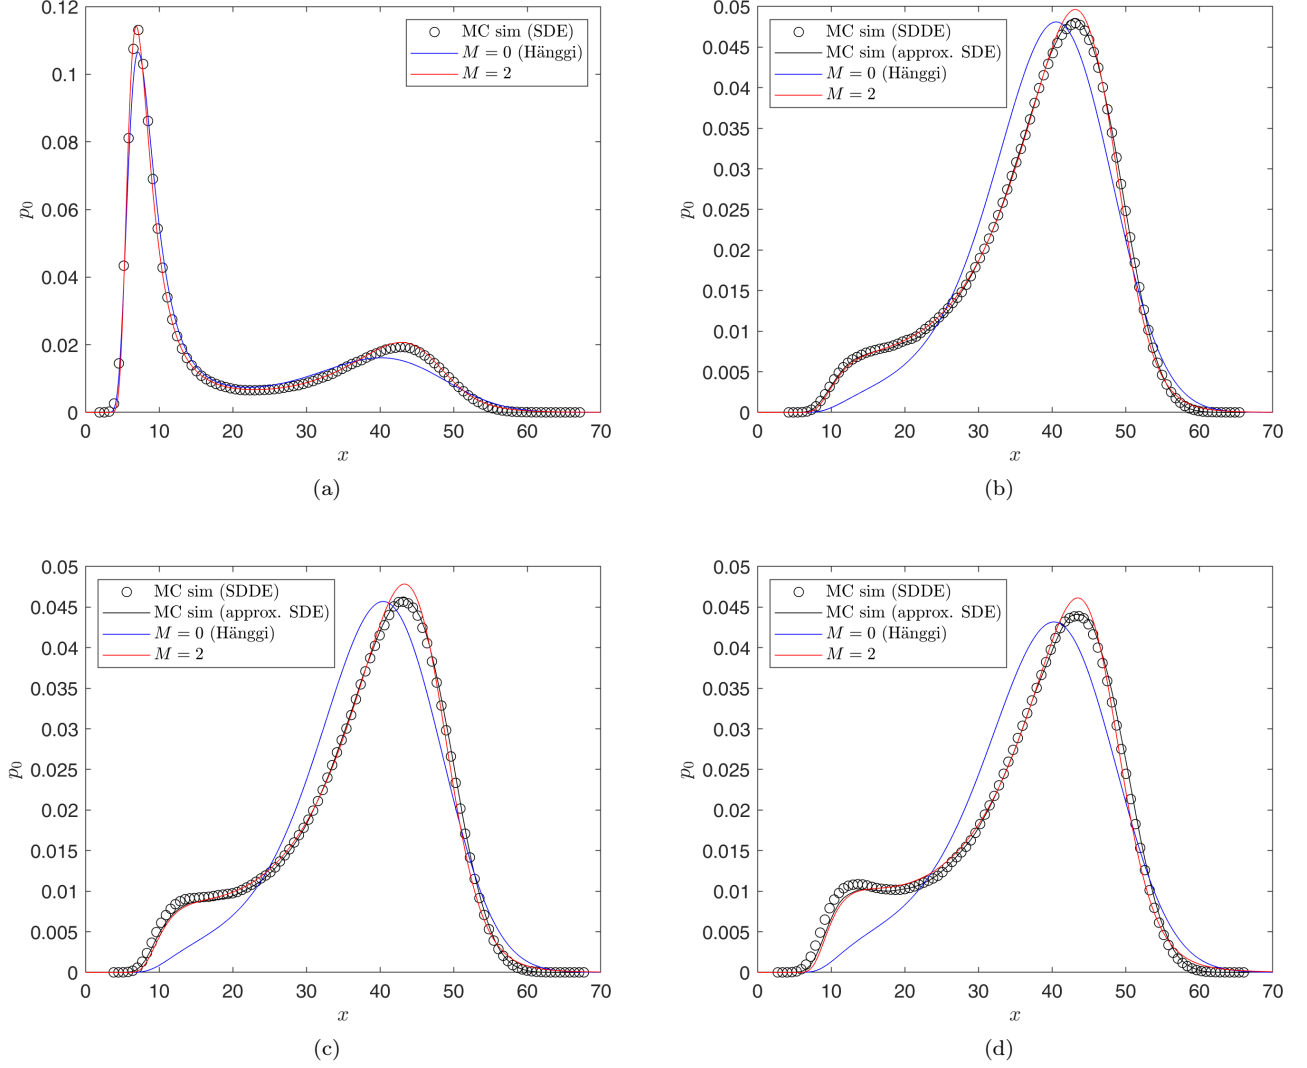 0.12
0.1
0.08
0.06
0.04
0.02
0
p0
MC sim (SDE)
M = 0 (Hänggi)
M = 2
0 10 20 30 40 50 60 70
x
(a)
0.05
0.045
0.04
0.035
0.03
0.025
0.02
0.015
0.01
0.005
0
p0
MC sim (SDDE)
MC sim (approx. SDE)
M = 0 (Hänggi)
M = 2
0 10 20 30 40 50 60 70
x
(b)
0.05
0.045
0.04
0.035
0.03
0.025
0.02
0.015
0.01
0.005
0
p0
MC sim (SDDE)
MC sim (approx. SDE)
M = 0 (Hänggi)
M = 2
0 10 20 30 40 50 60 70
x
(c)
0.05
0.045
0.04
0.035
0.03
0.025
0.02
0.015
0.01
0.005
0
p0
MC sim (SDDE)
MC sim (approx. SDE)
M = 0 (Hänggi)
M = 2
0 10 20 30 40 50 60 70
x
(d)